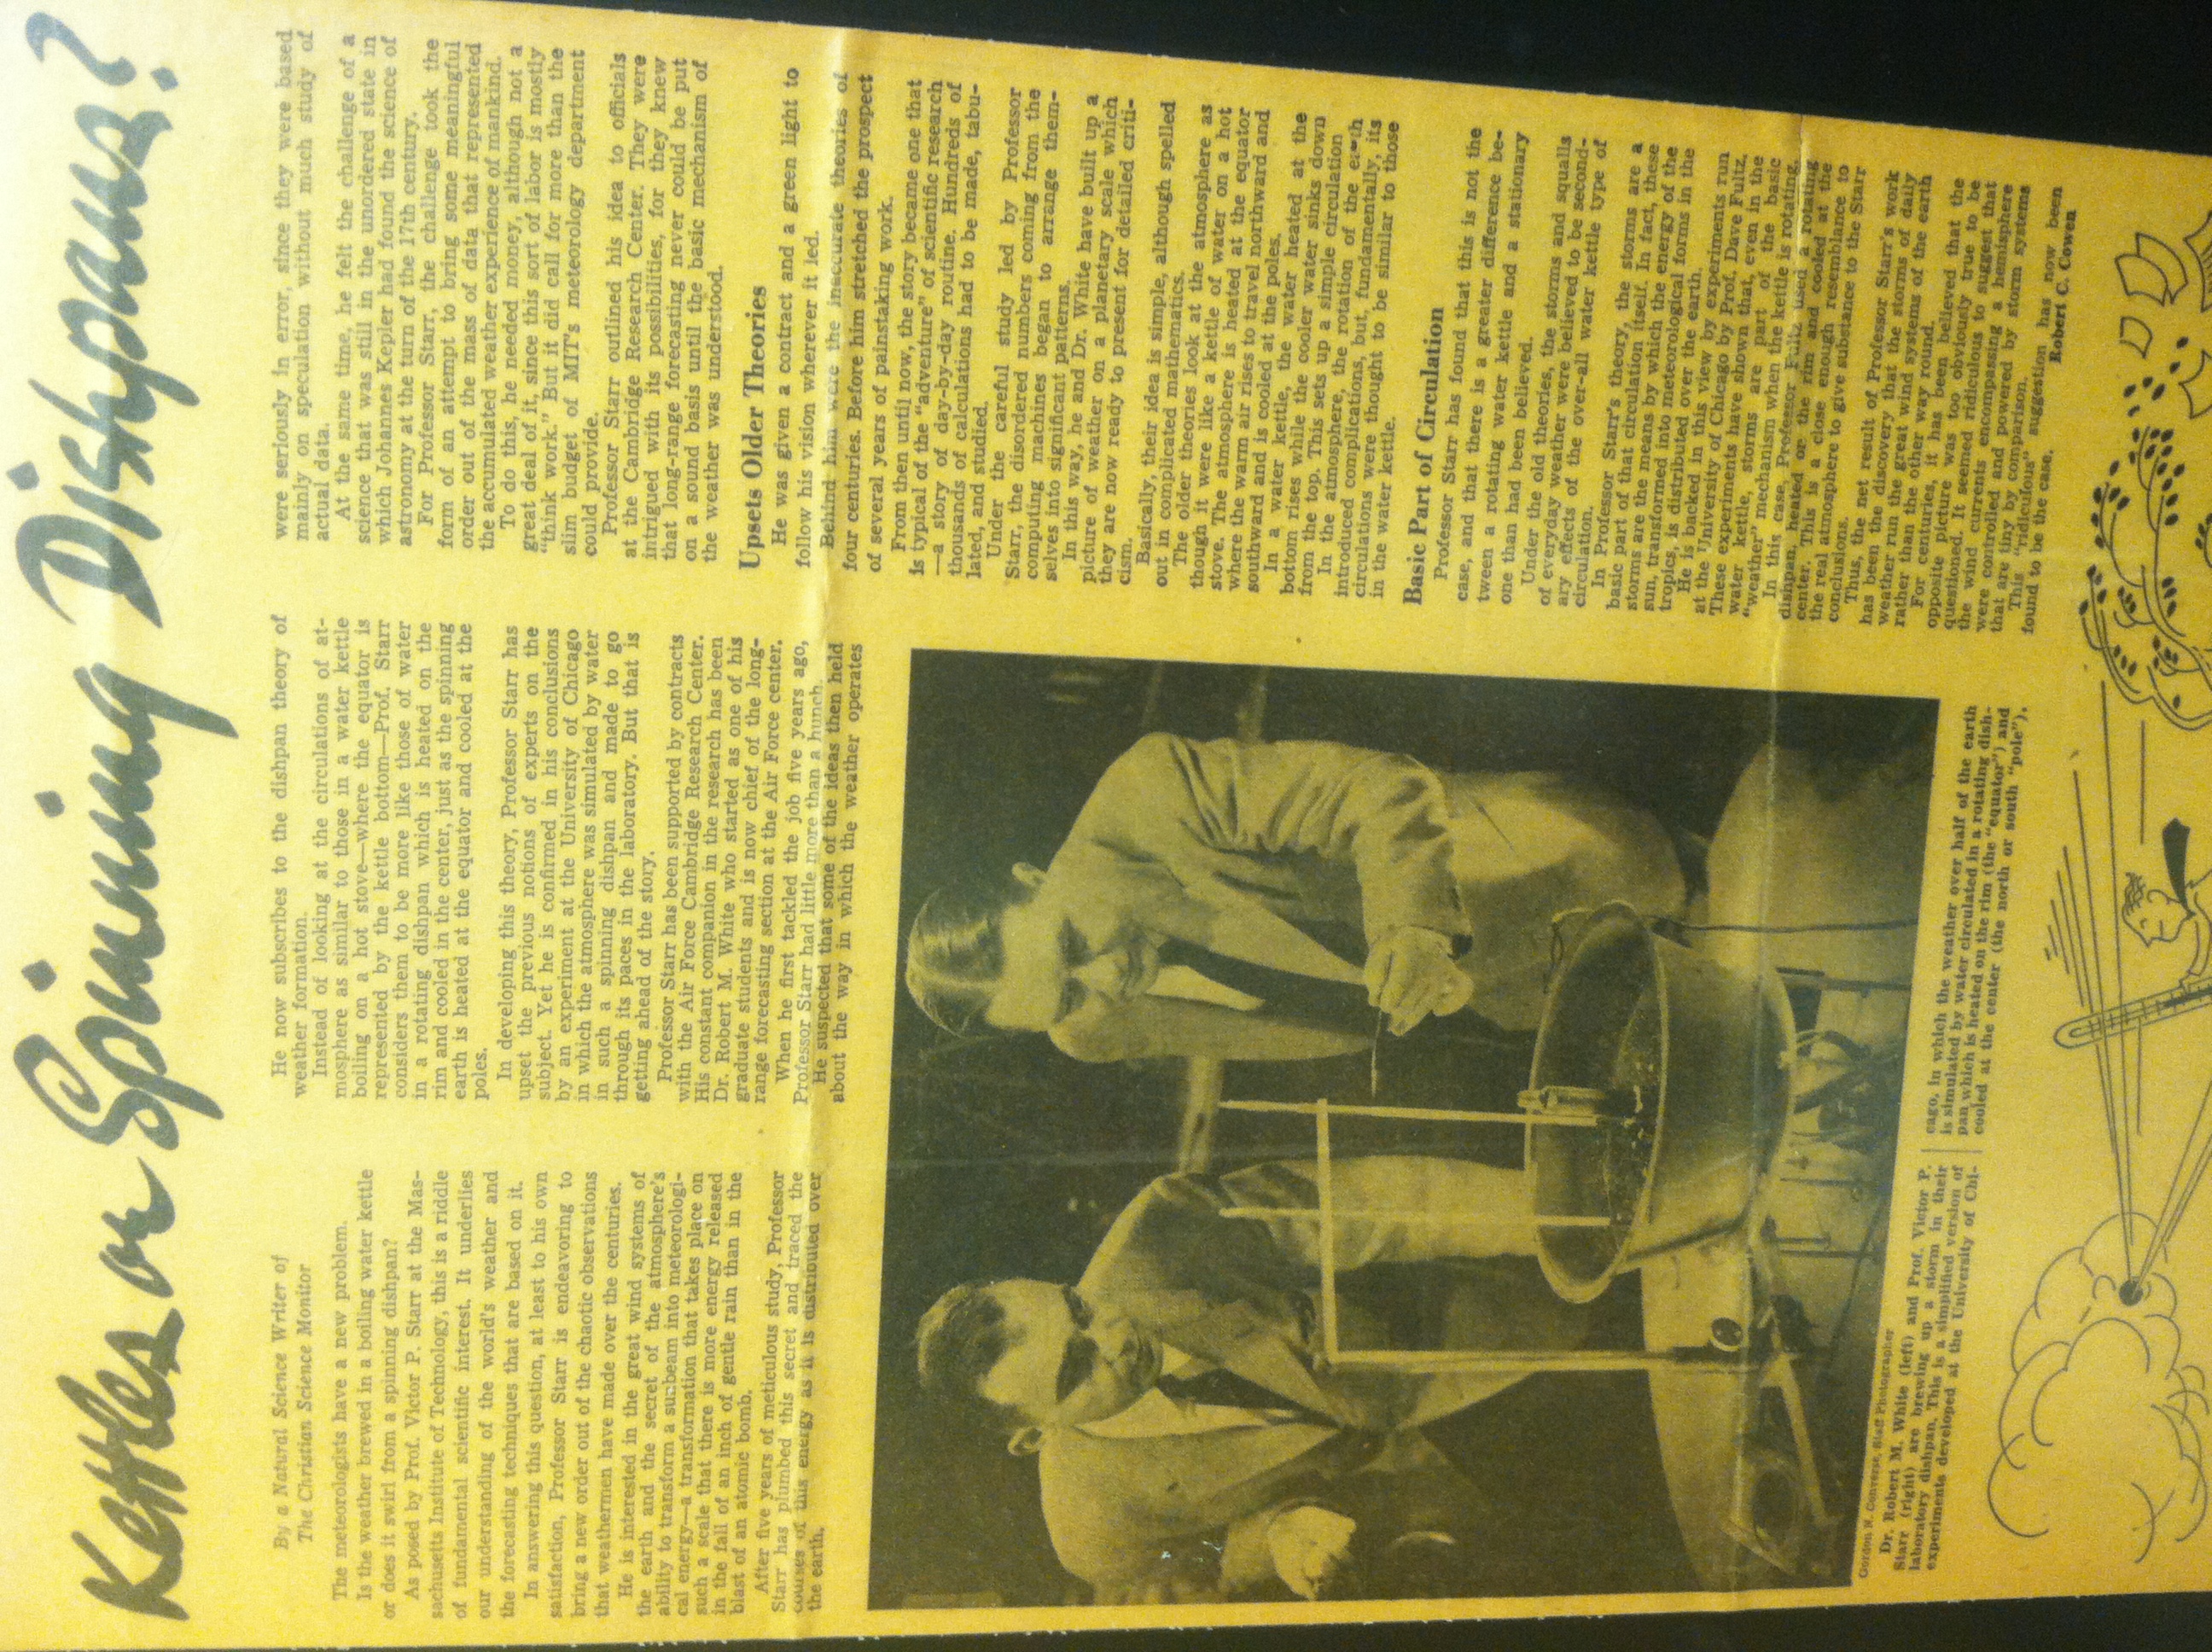 Kettles or Spinning Dishpans?
By a Natural Science Writer of
The Christian Science Monitor
The meteorologists have a new problem.
Is the weather brewed in a boiling water kettle
or does it swirl from a spinning dishpan?
As posed by Prof. Victor P. Starr at the Mas-
sachusetts Institute of Technology, this is a riddle
of fundamental scientific interest. It underlies
our understanding of the world's weather and
the forecasting techniques that are based on it.
In answering this question, at least to his own
satisfaction, Professor Starr is endeavoring to
bring a new order out of the chaotic observations
that weathermen have made over the centuries.
He is interested in the great wind systems of
the earth and the secret of the atmosphere's
ability to transform a sunbeam into meteorologi-
cal energy—a transformation that takes place on
such a scale that there is more energy released
in the fall of an inch of gentle rain than in the
blast of an atomic bomb.
After five years of meticulous study, Professor
Starr has plumbed this secret and traced the
courses of this energy as it is distributed over
the earth.
He now subscribes to the dishpan theory of
weather formation.
Instead of looking at the circulations of at-
mosphere as similar to those in a water kettle
boiling on a hot stove—where the equator is
represented by the kettle bottom—Prof. Starr
considers them to be more like those of water
in a rotating dishpan which is heated on the
rim and cooled in the center, just as the spinning
earth is heated at the equator and cooled at the
poles.
In developing this theory, Professor Starr has
upset the previous notions of experts on the
subject. Yet he is confirmed in his conclusions
by an experiment at the University of Chicago
in which the atmosphere was simulated by water
in such a spinning dishpan and made to go
through its paces in the laboratory. But that is
getting ahead of the story.
Professor Starr has been supported by contracts
with the Air Force Cambridge Research Center.
His constant companion in the research has been
Dr. Robert M. White who started as one of his
graduate students and is now chief of the long-
range forecasting section at the Air Force center.
When he first tackled the job five years ago,
Professor Starr had little more than a hunch.
He suspected that some of the ideas then held
about the way in which the weather operates
were seriously in error, since they were based
mainly on speculation without much study of
actual data.
At the same time, he felt the challenge of a
science that was still in the unordered state in
which Johannes Kepler had found the science of
astronomy at the turn of the 17th century.
For Professor Starr, the challenge took the
form of an attempt to bring some meaningful
order out of the mass of data that represented
the accumulated weather experience of mankind.
To do this, he needed money, although not a
great deal of it, since this sort of labor is mostly
"think work." But it did call for more than the
slim budget of MIT's meteorology department
could provide.
Professor Starr outlined his idea to officials
at the Cambridge Research Center. They were
intrigued with its possibilities, for they knew
that long-range forecasting never could be put
on a sound basis until the basic mechanism of
the weather was understood.
Upsets Older Theories
He was given a contract and a green light to
follow his vision wherever it led.
Behind him were the inaccurate theories of
four centuries. Before him stretched the prospect
of several years of painstaking work.
From then until now, the story became one that
is typical of the "adventure" of scientific research
—a story of day-by-day routine. Hundreds of
thousands of calculations had to be made, tabu-
lated, and studied.
Under the careful study led by Professor
Starr, the disordered numbers coming from the
computing machines began to arrange them-
selves into significant patterns.
In this way, he and Dr. White have built up a
picture of weather on a planetary scale which
they are now ready to present for detailed criti-
cism.
Basically, their idea is simple, although spelled
out in complicated mathematics.
The older theories look at the atmosphere as
though it were like a kettle of water on a hot
stove. The atmosphere is heated at the equator
where the warm air rises to travel northward and
southward and is cooled at the poles.
In a water kettle, the water heated at the
bottom rises while the cooler water sinks down
from the top. This sets up a simple circulation
In the atmosphere, the rotation of the earth
introduced complications, but, fundamentally, its
circulations were thought to be similar to those
in the water kettle.
Basic Part of Circulation
Professor Starr has found that this is not the
case, and that there is a greater difference be-
tween a rotating water kettle and a stationary
one than had been believed.
Under the old theories, the storms and squalls
of everyday weather were believed to be second-
ary effects of the over-all water kettle type of
circulation.
In Professor Starr's theory, the storms are a
basic part of that circulation itself. In fact, these
storms are the means by which the energy of the
sun, transformed into meteorological forms in the
tropics, is distributed over the earth.
He is backed in this view by experiments run
at the University of Chicago by Prof. Dave Fultz.
These experiments have shown that, even in the
water kettle, storms are part of the basic
"weather" mechanism when the kettle is rotating.
In this case, Professor Fultz used a rotating
dishpan, heated on the rim and cooled at the
center. This is a close enough resemblance to
the real atmosphere to give substance to the Starr
conclusions.
Thus, the net result of Professor Starr's work
has been the discovery that the storms of daily
weather run the great wind systems of the earth
rather than the other way round.
For centuries, it has been believed that the
opposite picture was too obviously true to be
questioned. It seemed ridiculous to suggest that
the wind currents encompassing a hemisphere
were controlled and powered by storm systems
that are tiny by comparison.
This "ridiculous" suggestion has now been
found to be the case.
Robert C. Cowen
Gordon N. Converse, Staff Photographer
Dr. Robert M. White (left) and Prof. Victor P.
Starr (right) are brewing up a storm in their
laboratory dishpan. This is a simplified version of
experiments developed at the University of Chi-
cago, in which the weather over half of the earth
is simulated by water circulated in a rotating dish-
pan which is heated on the rim (the "equator") and
cooled at the center (the north or south "pole").